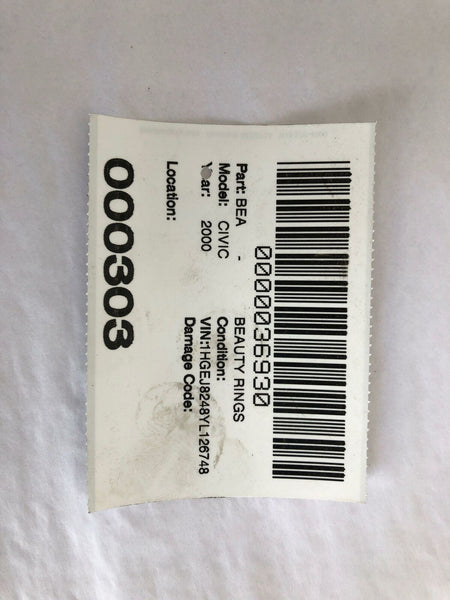 0000036930
Part: BEA - BEAUTY RINGS
Model: CIVIC Condition:
Year: 2000 VIN:1HGEJ8248YL126748
Damage Code:
Location:
000303